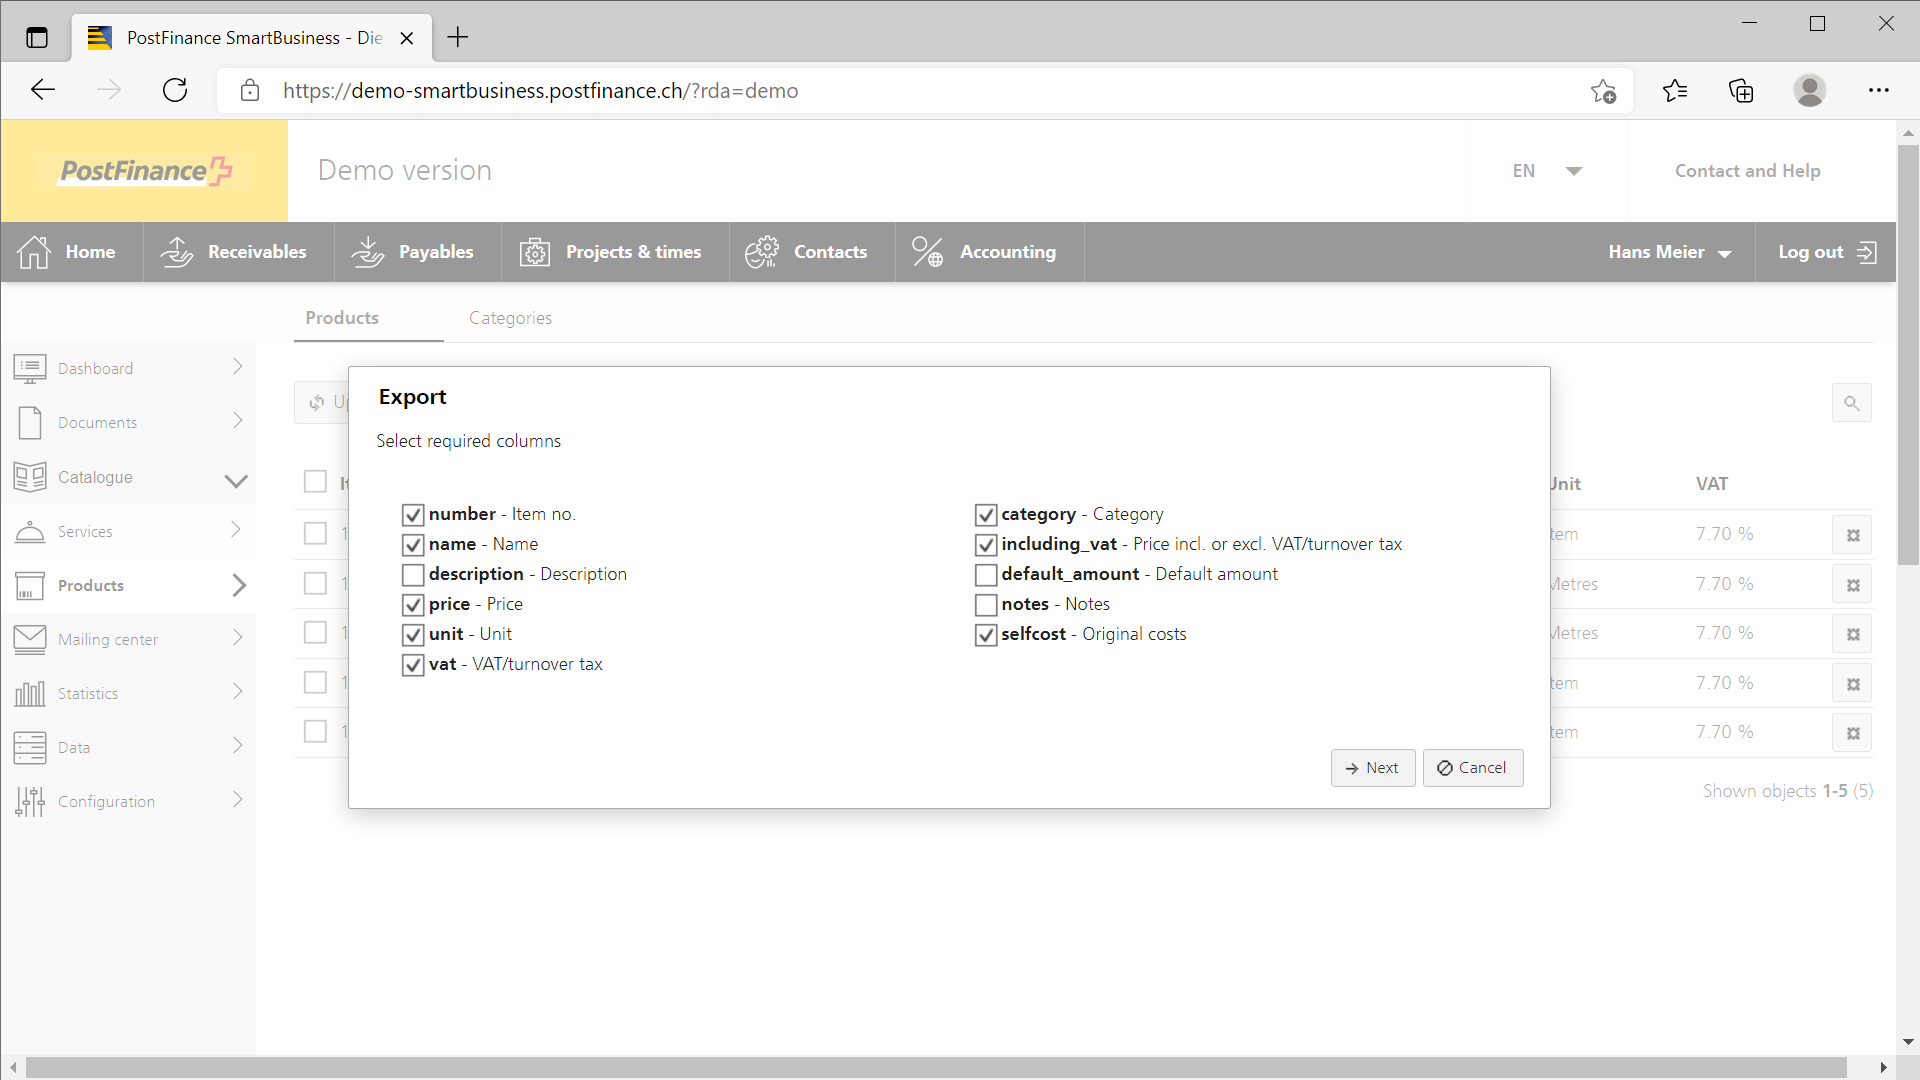 PostFinance SmartBusiness - Die
https://demo-smartbusiness.postfinance.ch/?rda=demo
PostFinance
Demo version
EN
Contact and Help
Home
Receivables
Payables
Projects & times
Contacts
Accounting
Hans Meier
Log out
Products
Categories
Dashboard
Documents
Catalogue
Services
Products
Mailing center
Statistics
Data
Configuration
Export
Select required columns
number - Item no.
name - Name
description - Description
price - Price
unit - Unit
vat - VAT/turnover tax
category - Category
including_vat - Price incl. or excl. VAT/turnover tax
default_amount - Default amount
notes - Notes
selfcost - Original costs
Next
Cancel
Unit
VAT
7.70 %
Metres
7.70 %
Metres
7.70 %
7.70 %
7.70 %
Shown objects 1-5 (5)